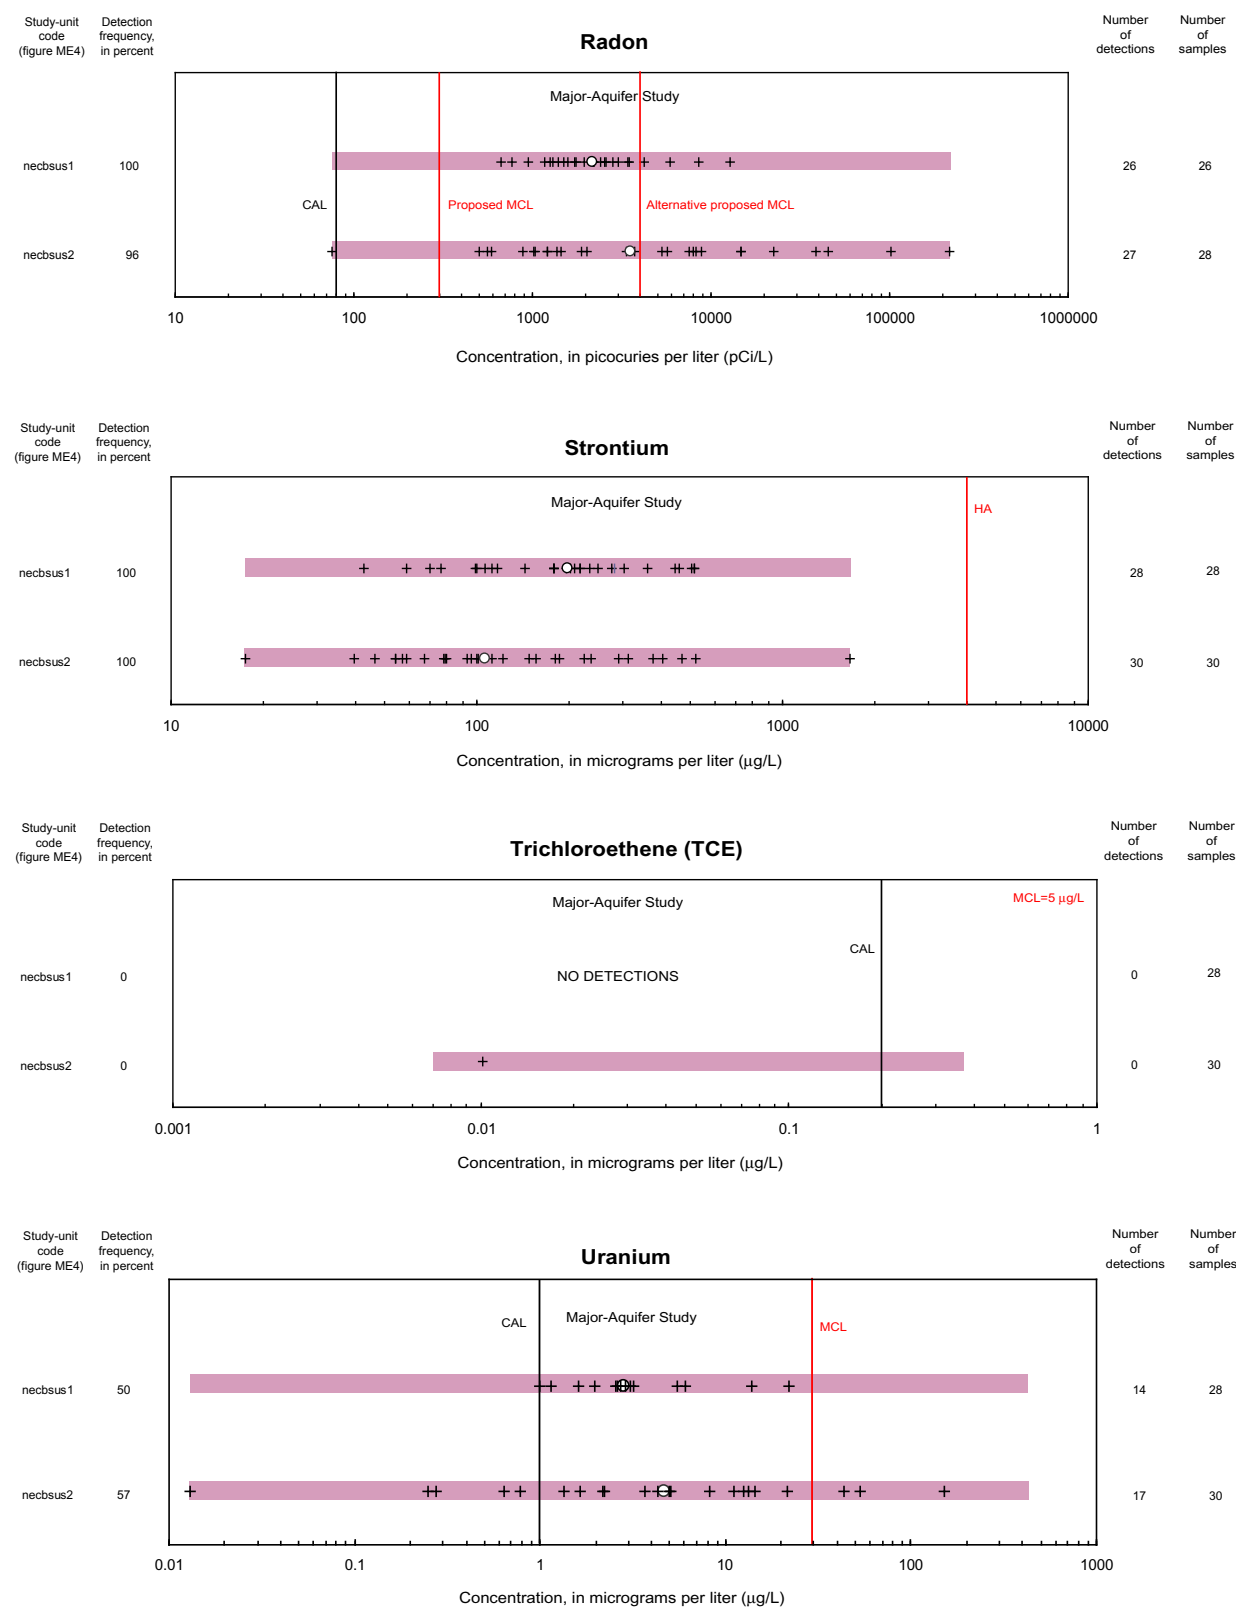 Study-unit
code
(figure ME4)
Detection
frequency,
in percent
Radon
Number
of
detections
Number
of
samples
Major-Aquifer Study
necbsus1 100 26 26
CAL Proposed MCL Alternative proposed MCL
necbsus2 96 27 28
10 100 1000 10000 100000 1000000
Concentration, in picocuries per liter (pCi/L)
Study-unit
code
(figure ME4)
Detection
frequency,
in percent
Strontium
Number
of
detections
Number
of
samples
Major-Aquifer Study
HA
necbsus1 100 28 28
necbsus2 100 30 30
10 100 1000 10000
Concentration, in micrograms per liter (μg/L)
Study-unit
code
(figure ME4)
Detection
frequency,
in percent
Trichloroethene (TCE)
Number
of
detections
Number
of
samples
Major-Aquifer Study
MCL=5 μg/L
CAL
necbsus1 0 NO DETECTIONS 0 28
necbsus2 0 0 30
0.001 0.01 0.1 1
Concentration, in micrograms per liter (μg/L)
Study-unit
code
(figure ME4)
Detection
frequency,
in percent
Uranium
Number
of
detections
Number
of
samples
CAL Major-Aquifer Study MCL
necbsus1 50 14 28
necbsus2 57 17 30
0.01 0.1 1 10 100 1000
Concentration, in micrograms per liter (μg/L)